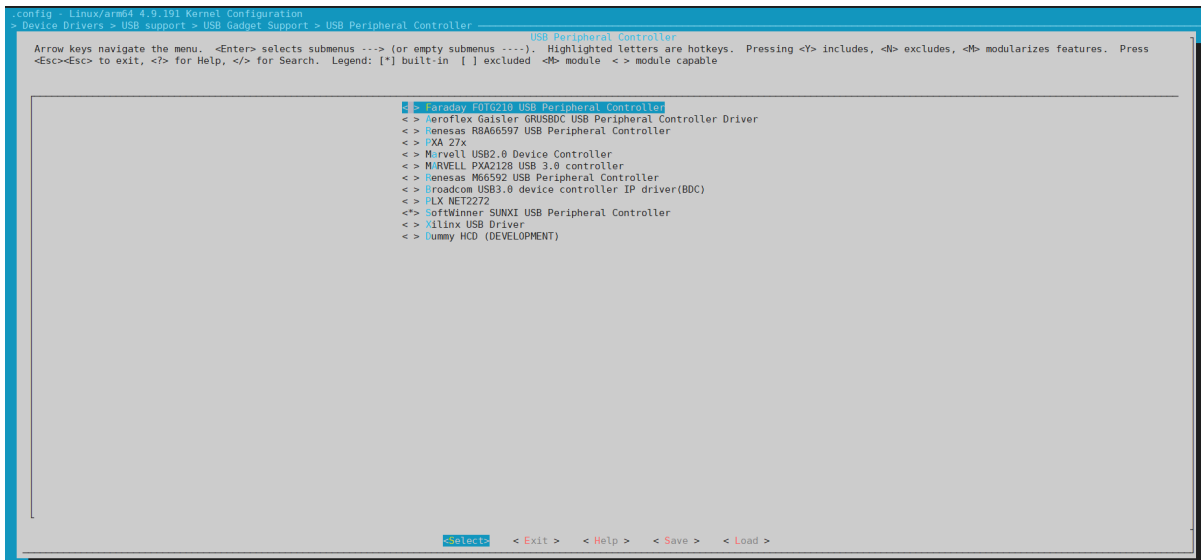 .config - Linux/arm64 4.9.191 Kernel Configuration
> Device Drivers > USB support > USB Gadget Support > USB Peripheral Controller
USB Peripheral Controller
Arrow keys navigate the menu.  <Enter> selects submenus ---> (or empty submenus ----).  Highlighted letters are hotkeys.  Pressing <Y> includes, <N> excludes, <M> modularizes features.  Press
<Esc><Esc> to exit, <?> for Help, </> for Search.  Legend: [*] built-in  [ ] excluded  <M> module  < > module capable
< > Faraday FOTG210 USB Peripheral Controller
< > Aeroflex Gaisler GRUSBDC USB Peripheral Controller Driver
< > Renesas R8A66597 USB Peripheral Controller
< > PXA 27x
< > Marvell USB2.0 Device Controller
< > MARVELL PXA2128 USB 3.0 controller
< > Renesas M66592 USB Peripheral Controller
< > Broadcom USB3.0 device controller IP driver(BDC)
< > PLX NET2272
<*> SoftWinner SUNXI USB Peripheral Controller
< > Xilinx USB Driver
< > Dummy HCD (DEVELOPMENT)
<Select>    < Exit >    < Help >    < Save >    < Load >